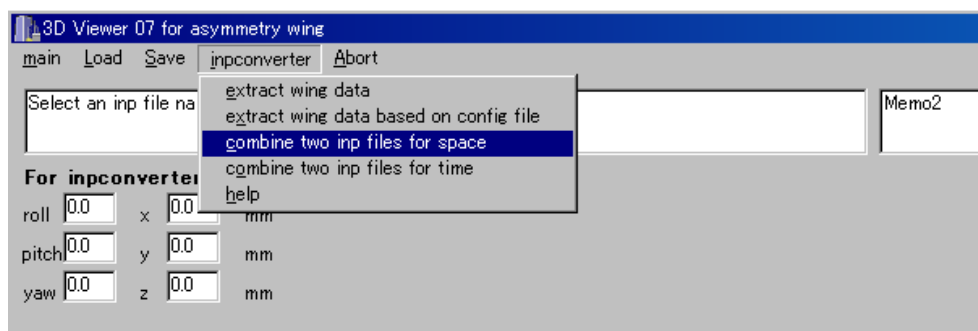 3D Viewer 07 for asymmetry wing
main Load Save inpconverter Abort
extract wing data
extract wing data based on config file
combine two inp files for space
combine two inp files for time
help
Select an inp file na
Memo2
For inpconverter
roll 0.0 x 0.0 mm
pitch 0.0 y 0.0 mm
yaw 0.0 z 0.0 mm